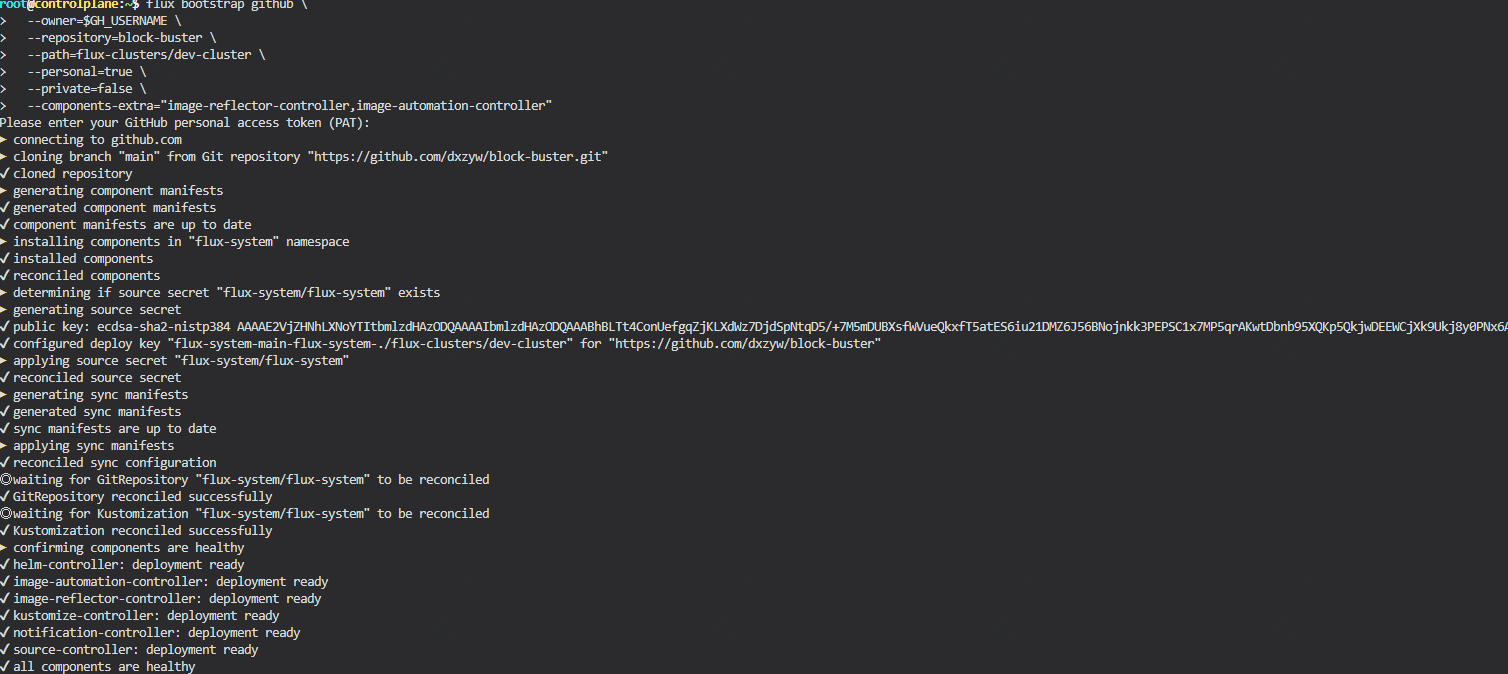 root@controlplane:~$ flux bootstrap github \
>   --owner=$GH_USERNAME \
>   --repository=block-buster \
>   --path=flux-clusters/dev-cluster \
>   --personal=true \
>   --private=false \
>   --components-extra="image-reflector-controller,image-automation-controller"
Please enter your GitHub personal access token (PAT):
► connecting to github.com
► cloning branch "main" from Git repository "https://github.com/dxzyw/block-buster.git"
✔ cloned repository
► generating component manifests
✔ generated component manifests
✔ component manifests are up to date
► installing components in "flux-system" namespace
✔ installed components
✔ reconciled components
► determining if source secret "flux-system/flux-system" exists
► generating source secret
✔ public key: ecdsa-sha2-nistp384 AAAAE2VjZHNhLXNoYTItbmlzdHAzODQAAAAIbmlzdHAzODQAAABhBLTt4ConUefgqZjKLXdWz7DjdSpNtqD5/+7M5mDUBXsfWVueQkxfT5atES6iu21DMZ6J56BNojnkk3PEPSC1x7MP5qrAKwtDbnb95XQKp5QkjwDEEWCjXk9Ukj8y0PNx6A
✔ configured deploy key "flux-system-main-flux-system-./flux-clusters/dev-cluster" for "https://github.com/dxzyw/block-buster"
► applying source secret "flux-system/flux-system"
✔ reconciled source secret
► generating sync manifests
✔ generated sync manifests
✔ sync manifests are up to date
► applying sync manifests
✔ reconciled sync configuration
◎ waiting for GitRepository "flux-system/flux-system" to be reconciled
✔ GitRepository reconciled successfully
◎ waiting for Kustomization "flux-system/flux-system" to be reconciled
✔ Kustomization reconciled successfully
► confirming components are healthy
✔ helm-controller: deployment ready
✔ image-automation-controller: deployment ready
✔ image-reflector-controller: deployment ready
✔ kustomize-controller: deployment ready
✔ notification-controller: deployment ready
✔ source-controller: deployment ready
✔ all components are healthy